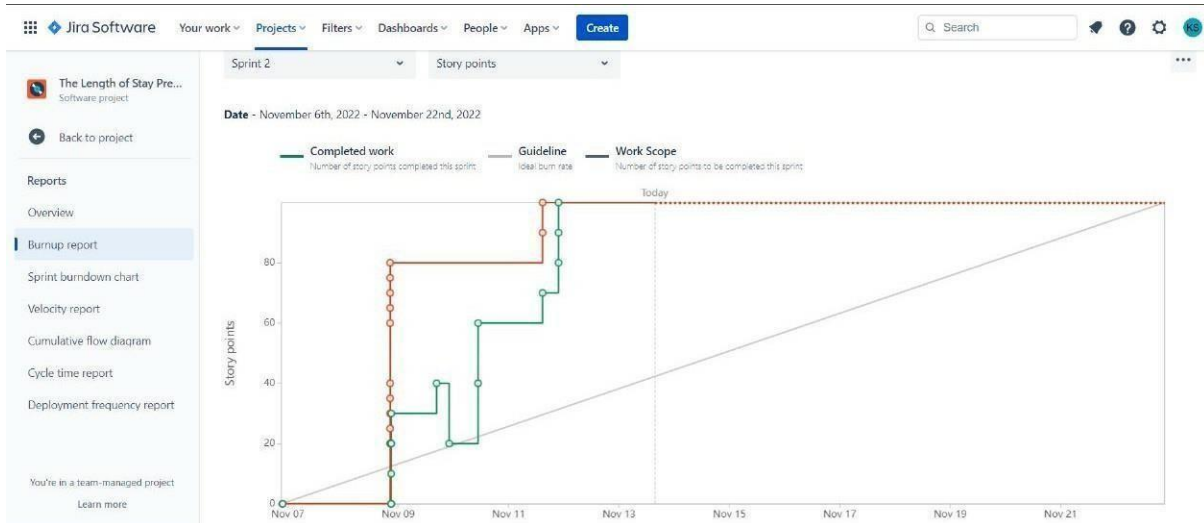 Jira Software Your work Projects Filters Dashboards People Apps Create Search KS
The Length of Stay Pre...
Software project
Back to project
Reports
Overview
Burnup report
Sprint burndown chart
Velocity report
Cumulative flow diagram
Cycle time report
Deployment frequency report
You're in a team-managed project
Learn more
Sprint 2 Story points
Date - November 6th, 2022 - November 22nd, 2022
Completed work Guideline Work Scope
Number of story points completed this sprint Ideal burn rate Number of story points to be completed this sprint
Today
Story points
80
60
40
20
0
Nov 07 Nov 09 Nov 11 Nov 13 Nov 15 Nov 17 Nov 19 Nov 21